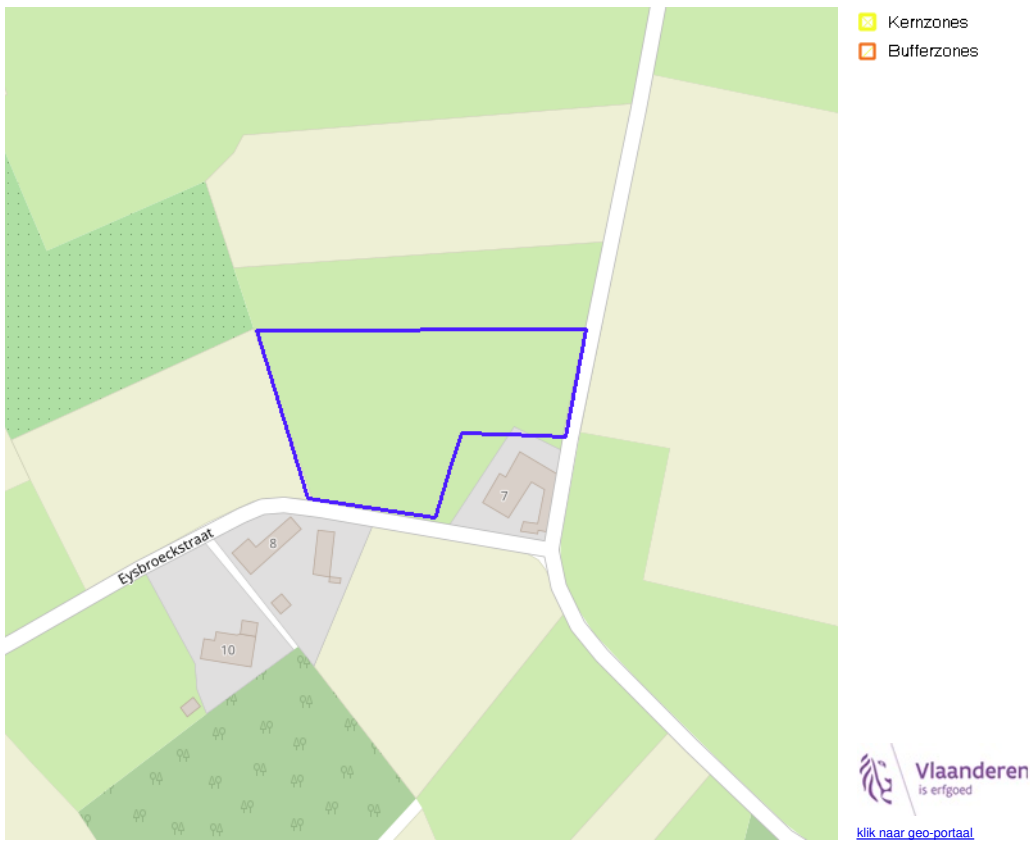 Kernzones
Bufferzones
7
Eysbroeckstraat
8
10
Vlaanderen
is erfgoed
klik naar geo-portaal